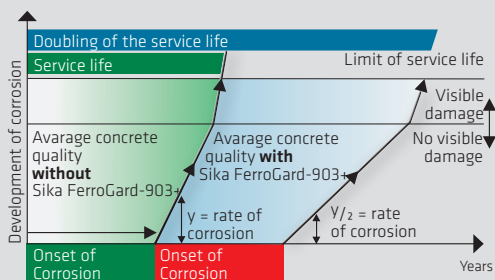 Doubling of the service life
Service life
Limit of service life
Visible
damage
No visible
damage
Development of corrosion
Avarage concrete
quality
without
Sika FerroGard-903+
Avarage concrete
quality with
Sika FerroGard-903+
y = rate of
corrosion
y/2 = rate
of corrosion
Onset of
Corrosion
Onset of
Corrosion
Years